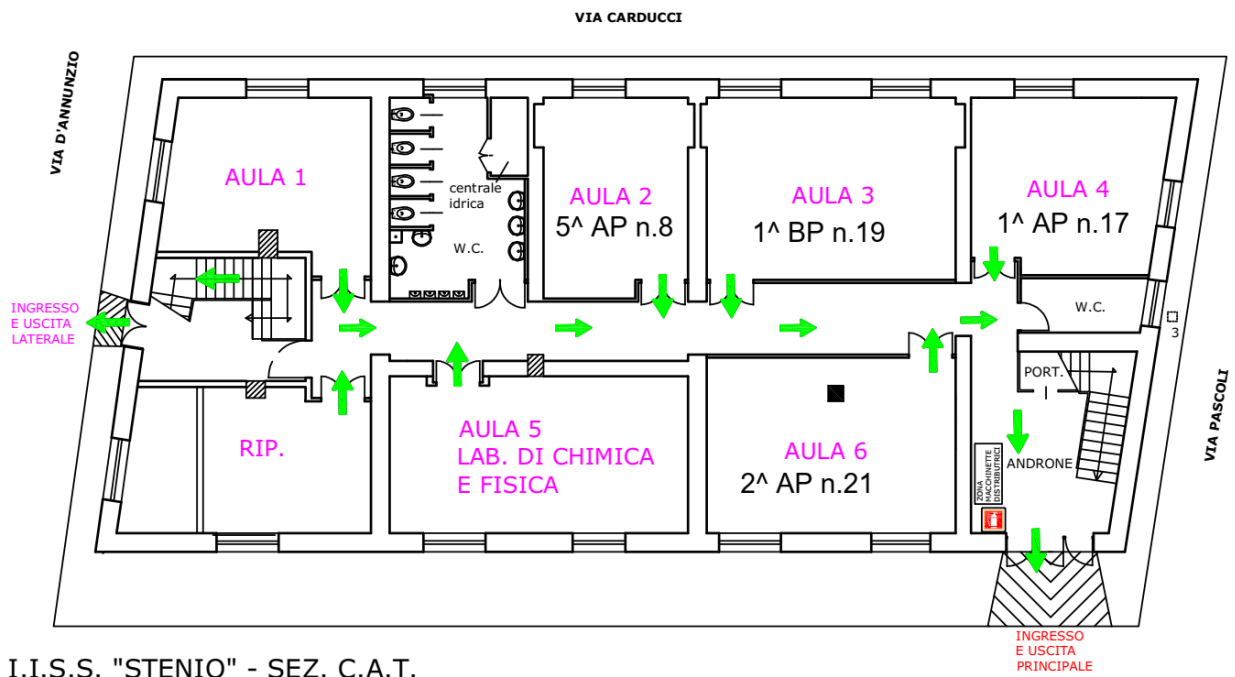 VIA CARDUCCI
VIA D'ANNUNZIO
AULA 1
centrale
idrica
W.C.
AULA 2
5^ AP n.8
AULA 3
1^ BP n.19
AULA 4
1^ AP n.17
INGRESSO
E USCITA
LATERALE
W.C.
3
PORT.
VIA PASCOLI
RIP.
AULA 5
LAB. DI CHIMICA
E FISICA
AULA 6
2^ AP n.21
ANDRONE
ZONA
MACCHINETTE
DISTRIBUTRICI
INGRESSO
E USCITA
PRINCIPALE
I.I.S.S. "STENIO" - SEZ. C.A.T.